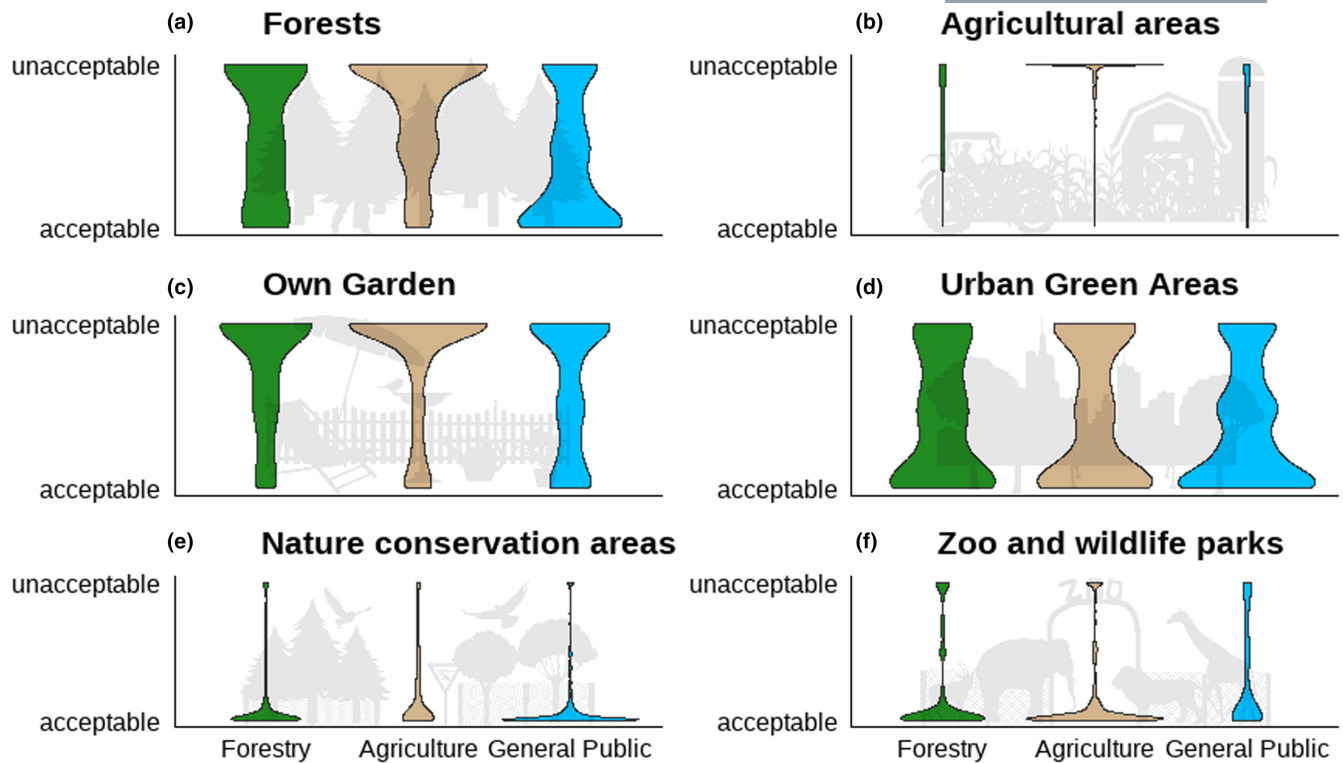 (a) Forests
unacceptable
acceptable
(b) Agricultural areas
unacceptable
acceptable
(c) Own Garden
unacceptable
acceptable
(d) Urban Green Areas
unacceptable
acceptable
(e) Nature conservation areas
unacceptable
acceptable
Forestry Agriculture General Public
(f) Zoo and wildlife parks
unacceptable
ZOO
acceptable
Forestry Agriculture General Public